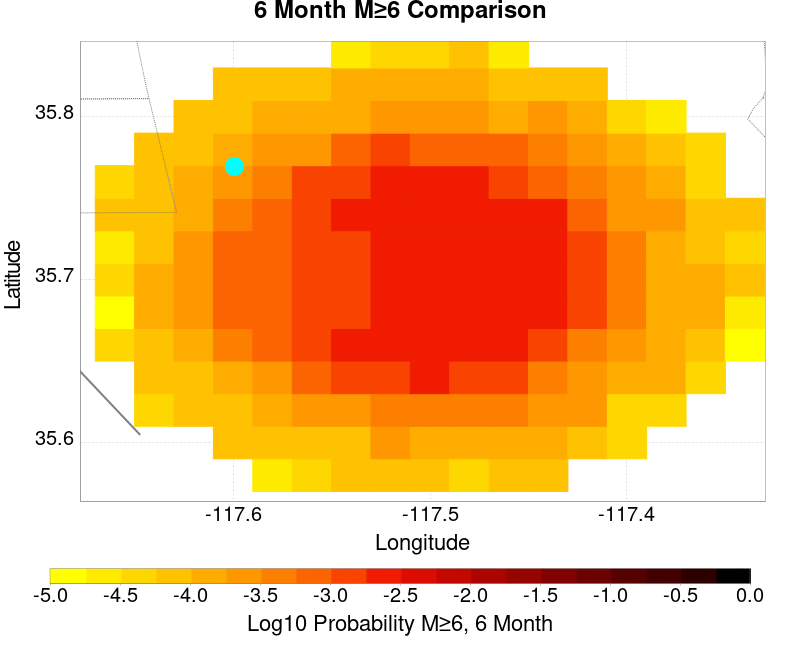 6 Month M≥6 Comparison
35.8
35.7
35.6
Latitude
-117.6 -117.5 -117.4
Longitude
-5.0 -4.5 -4.0 -3.5 -3.0 -2.5 -2.0 -1.5 -1.0 -0.5 0.0
Log10 Probability M≥6, 6 Month